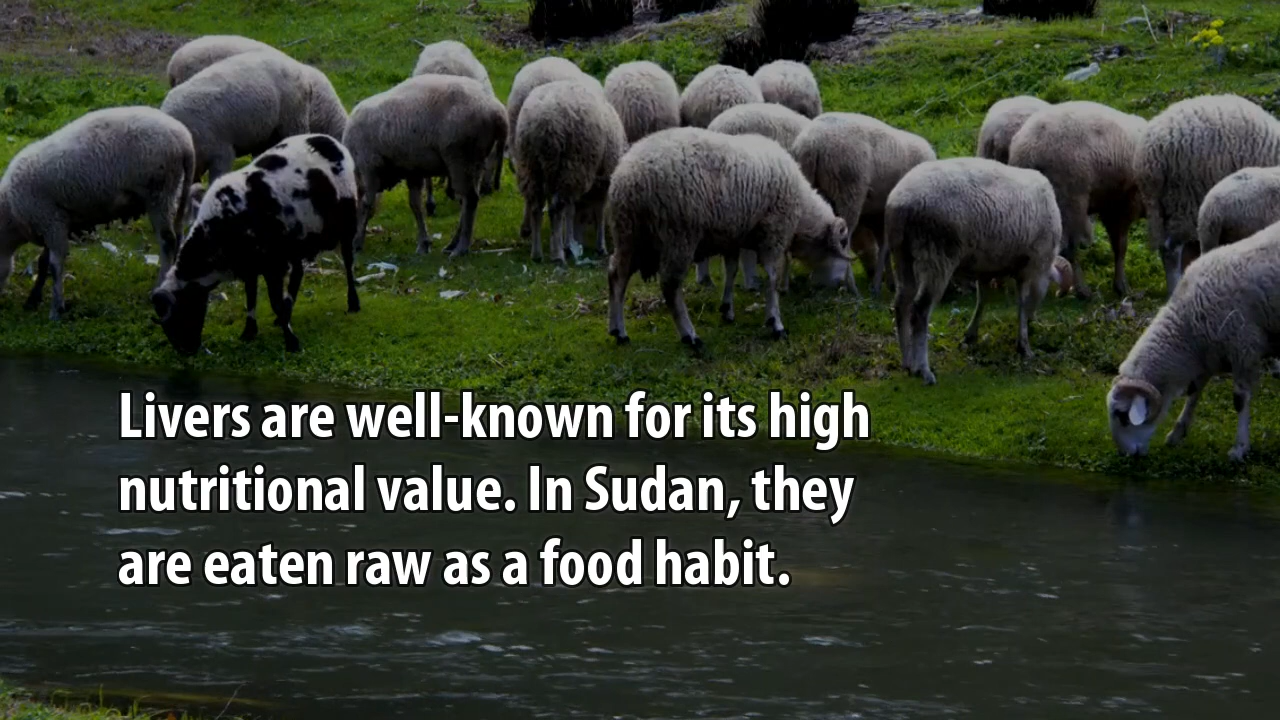 Livers are well-known for its high
nutritional value. In Sudan, they
are eaten raw as a food habit.